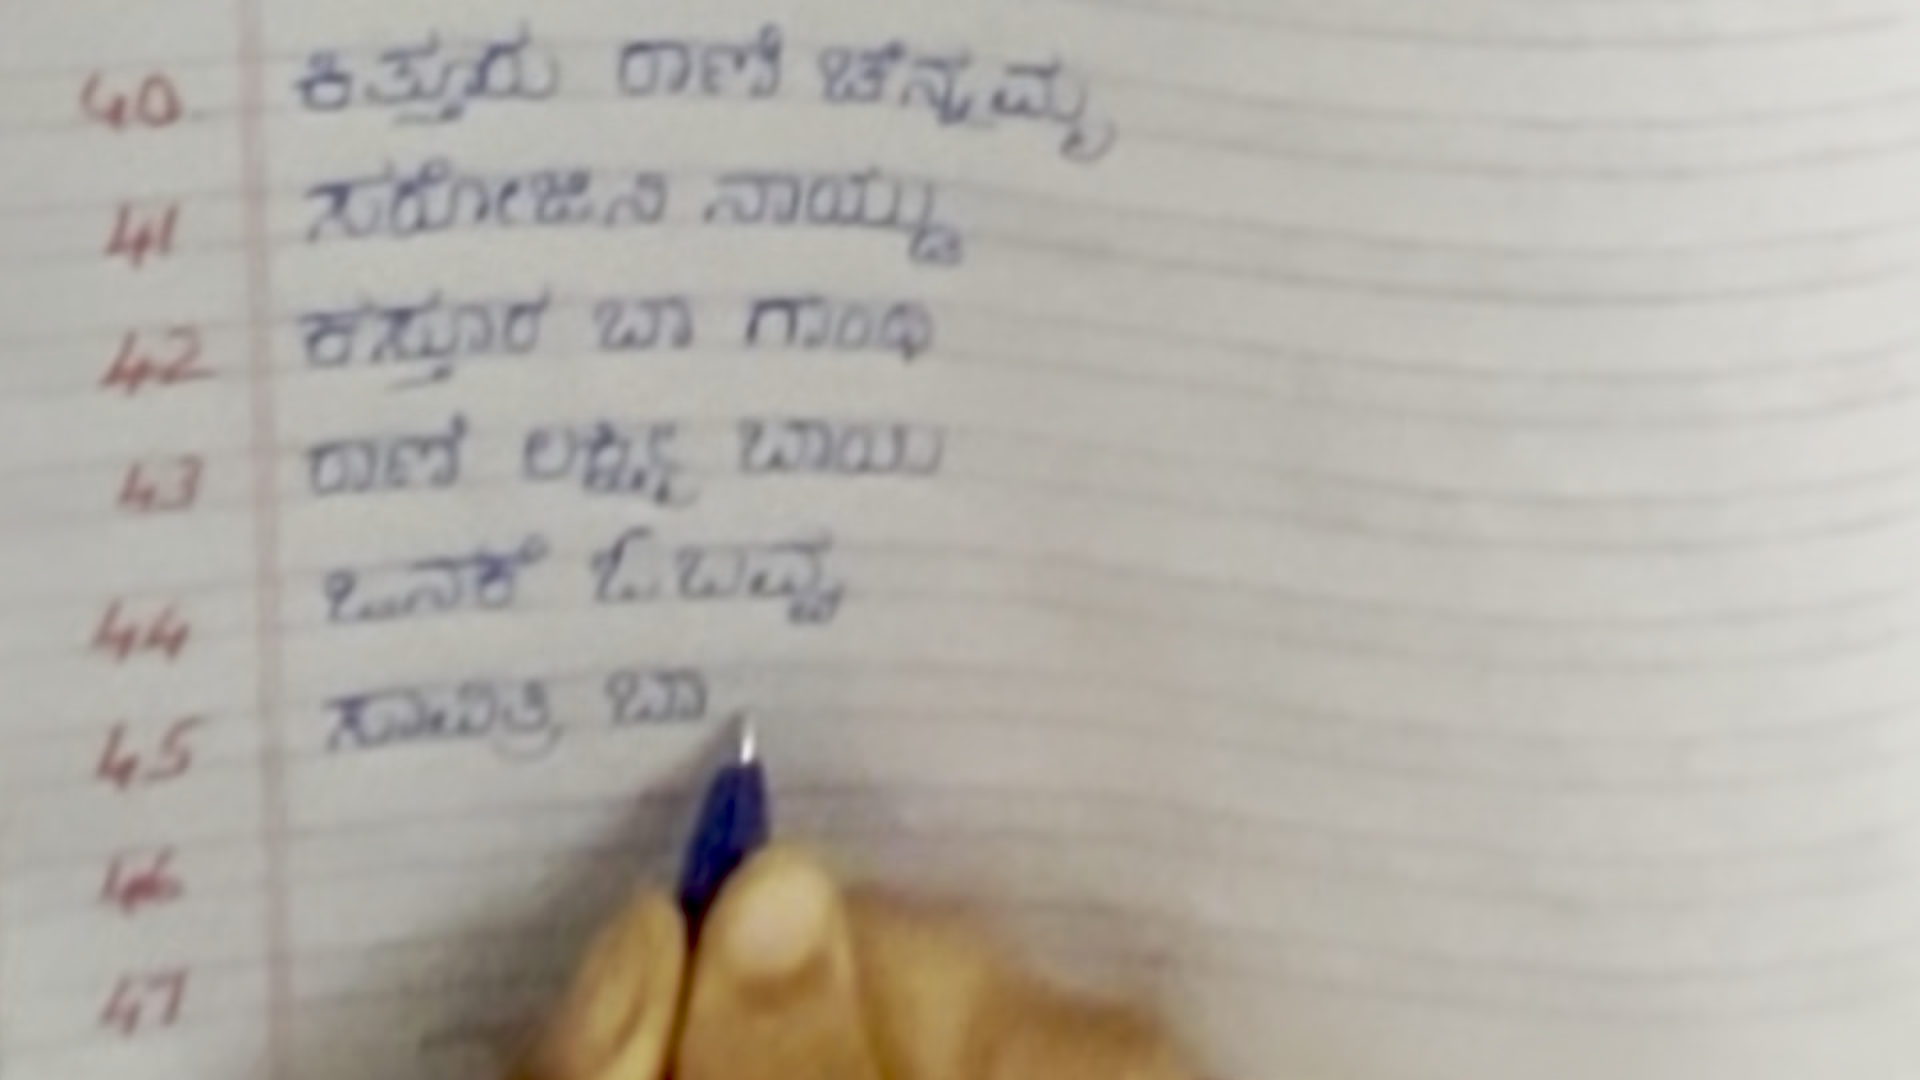 40 ಕಿತ್ತೂರು ರಾಣಿ ಚೆನ್ನಮ್ಮ
41 ಸರೋಜಿನಿ ನಾಯ್ಡು
42 ಕಸ್ತೂರ ಬಾ ಗಾಂಧಿ
43 ರಾಣಿ ಲಕ್ಷ್ಮೀ ಬಾಯಿ
44 ಒನಕೆ ಓಬವ್ವ
45 ಸಾವಿತ್ರಿ ಬಾ
46
47